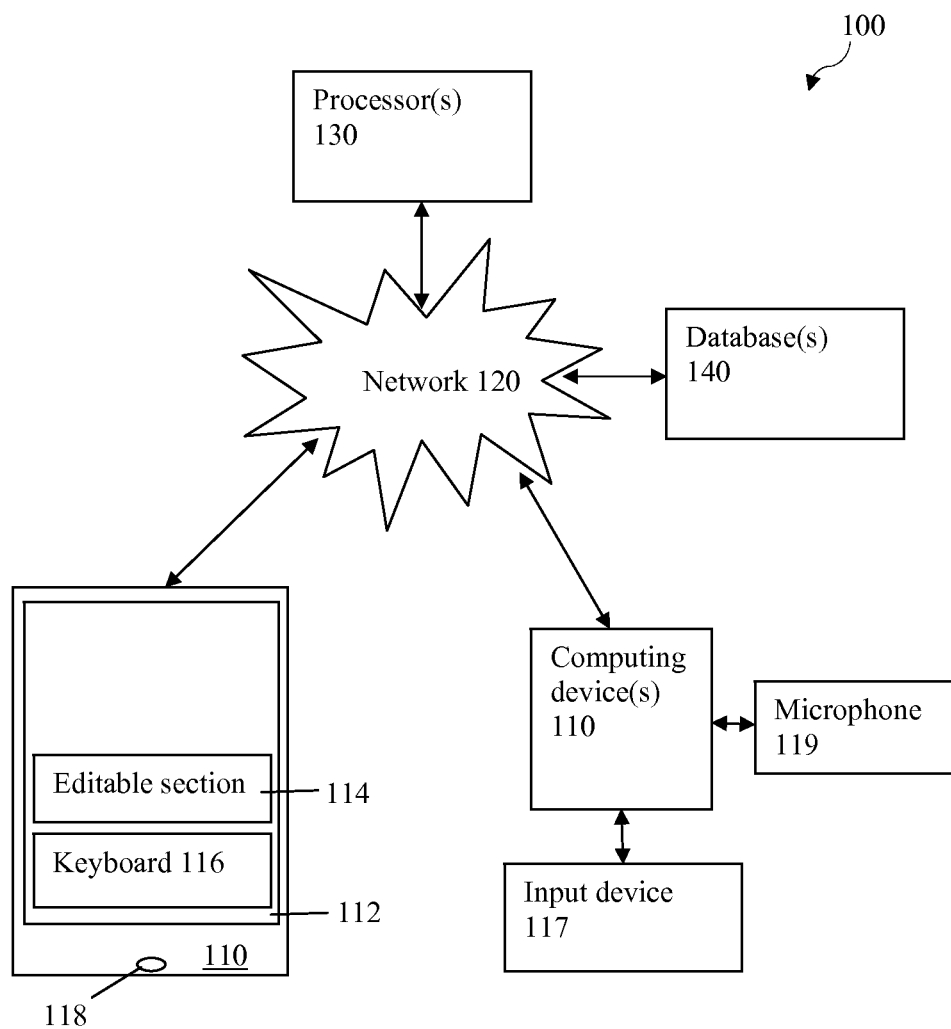 100
Processor(s)
130
Database(s)
140
Network 120
Computing
device(s)
110
Microphone
119
Editable section
114
Keyboard 116
Input device
117
112
110
118